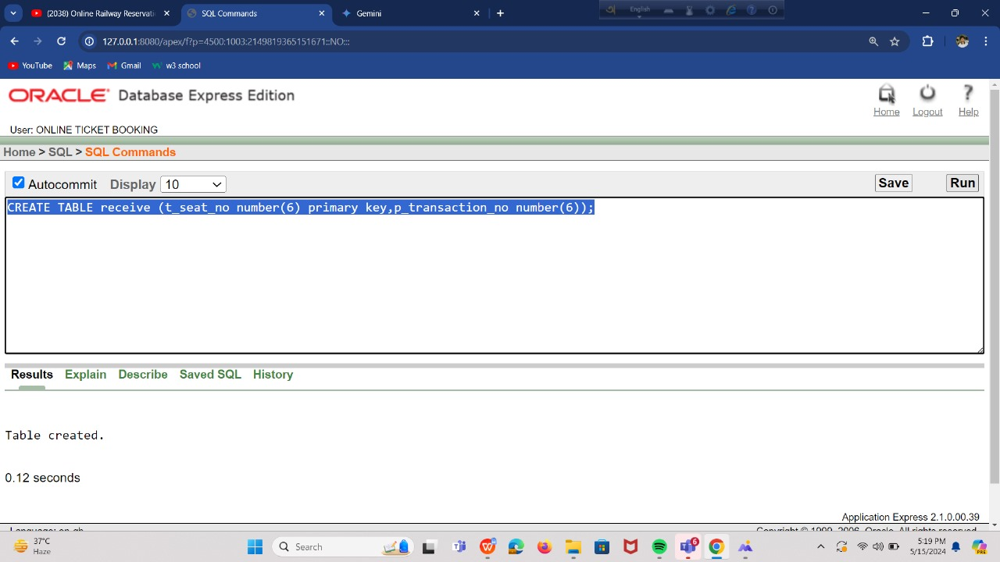 (2038) Online Railway Reservati
SQL Commands
Gemini
English
127.0.0.1:8080/apex/f?p=4500:1003:2149819365151671::NO:::
YouTube
Maps
Gmail
w3 school
ORACLE Database Express Edition
Home
Logout
Help
User: ONLINE TICKET BOOKING
Home > SQL > SQL Commands
Autocommit
Display
10
Save
Run
CREATE TABLE receive (t_seat_no number(6) primary key,p_transaction_no number(6));
Results
Explain
Describe
Saved SQL
History
Table created.
0.12 seconds
Application Express 2.1.0.00.39
Language: en-gb
Copyright © 1999, 2006, Oracle. All rights reserved.
37°C
Haze
Search
6
5:19 PM
5/15/2024
PRE